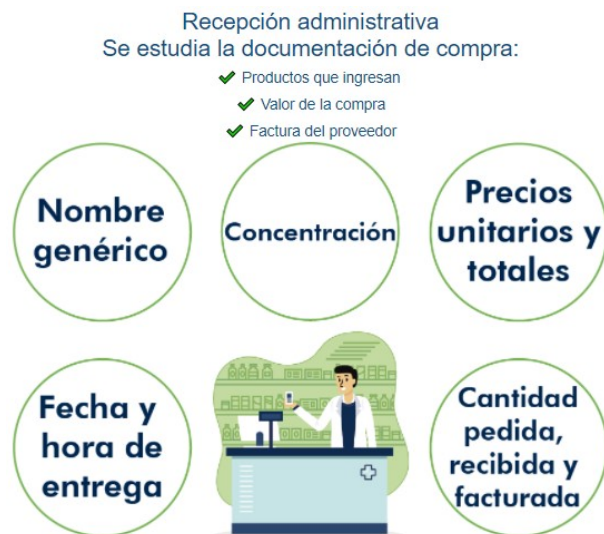 Recepción administrativa
Se estudia la documentación de compra:
Productos que ingresan
Valor de la compra
Factura del proveedor
Nombre
genérico
Concentración
Precios
unitarios y
totales
Fecha y
hora de
entrega
Cantidad
pedida,
recibida y
facturada